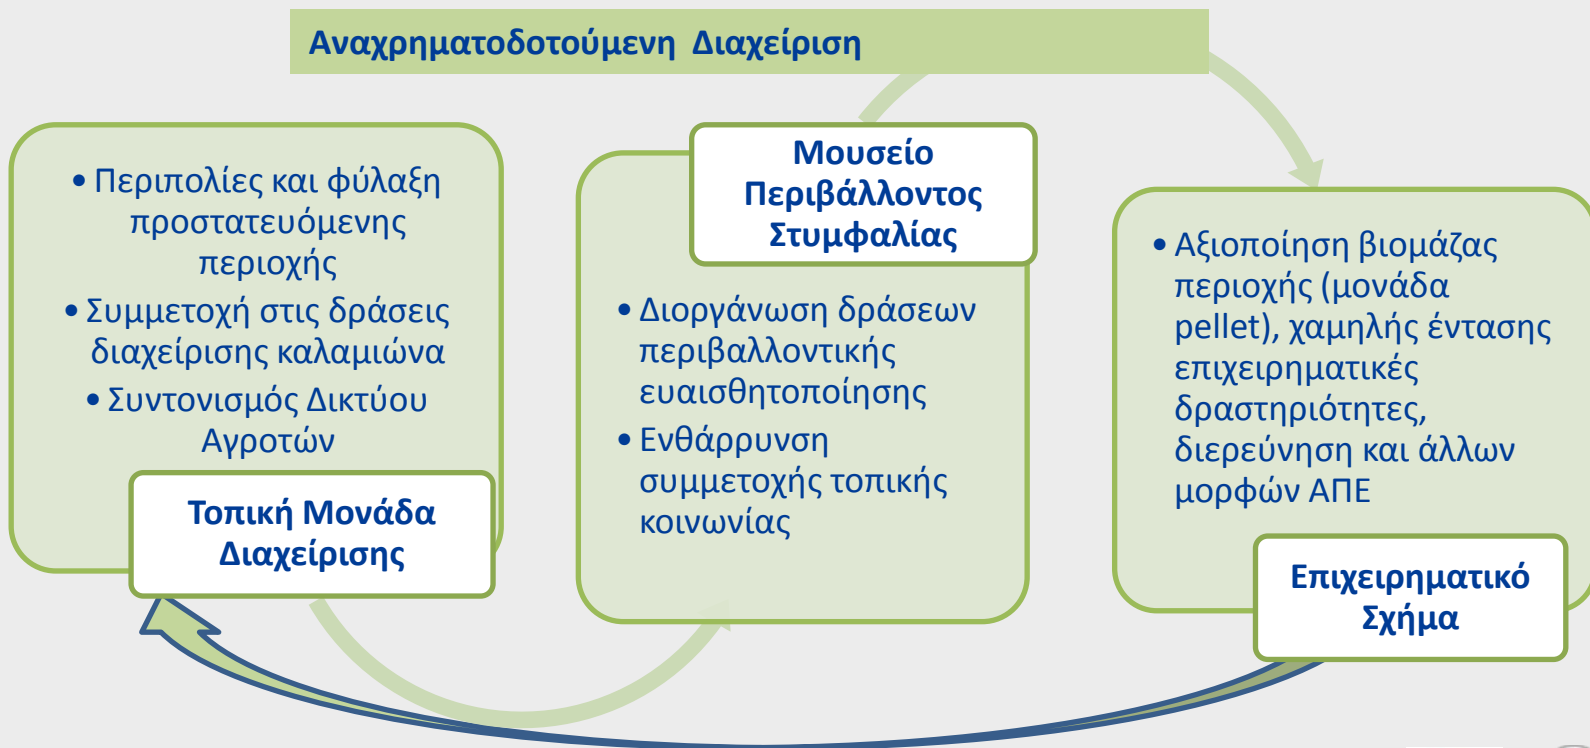 Αναχρηματοδοτούμενη Διαχείριση
• Περιπολίες και φύλαξη
προστατευόμενης
περιοχής
• Συμμετοχή στις δράσεις
διαχείρισης καλαμιώνα
• Συντονισμός Δικτύου
Αγροτών
Τοπική Μονάδα
Διαχείρισης
Μουσείο
Περιβάλλοντος
Στυμφαλίας
• Διοργάνωση δράσεων
περιβαλλοντικής
ευαισθητοποίησης
• Ενθάρρυνση
συμμετοχής τοπικής
κοινωνίας
• Αξιοποίηση βιομάζας
περιοχής (μονάδα
pellet), χαμηλής έντασης
επιχειρηματικές
δραστηριότητες,
διερεύνηση και άλλων
μορφών ΑΠΕ
Επιχειρηματικό
Σχήμα